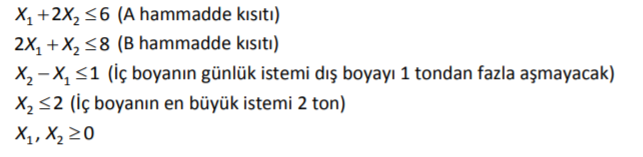 X₁ +2X₂ ≤6 (A hammadde kısıtı)
2X₁ +X₂ ≤8 (B hammadde kısıtı)
X₂ −X₁ ≤1 (İç boyanın günlük istemi dış boyayı 1 tondan fazla aşmayacak)
X₂ ≤2 (İç boyanın en büyük istemi 2 ton)
X₁ , X₂ ≥0